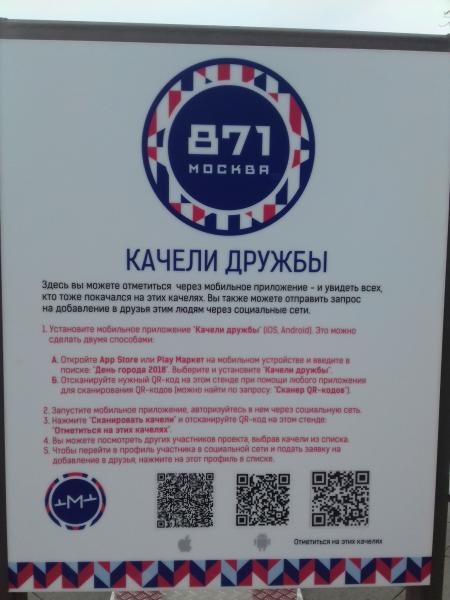 871
МОСКВА
КАЧЕЛИ ДРУЖБЫ
Здесь вы можете отметиться через мобильное приложение - и увидеть всех,
кто тоже покачался на этих качелях. Вы также можете отправить запрос
на добавление в друзья этим людям через социальные сети.
1. Установите мобильное приложение "Качели дружбы" (iOS, Android). Это можно
сделать двумя способами:
А. Откройте App Store или Play Маркет на мобильном устройстве и введите в
поиске: "День города 2018". Выберите и установите "Качели дружбы".
Б. Отсканируйте нужный QR-код на этом стенде при помощи любого приложения
для сканирования QR-кодов (можно найти по запросу: "Сканер QR-кодов").
2. Запустите мобильное приложение, авторизуйтесь в нем через социальную сеть.
3. Нажмите "Сканировать качели" и отсканируйте QR-код на этом стенде:
"Отметиться на этих качелях".
4. Вы можете посмотреть других участников проекта, выбрав качели из списка.
5. Чтобы перейти в профиль участника в социальной сети и подать заявку на
добавление в друзья, нажмите на этот профиль в списке.
М
Отметиться на этих качелях